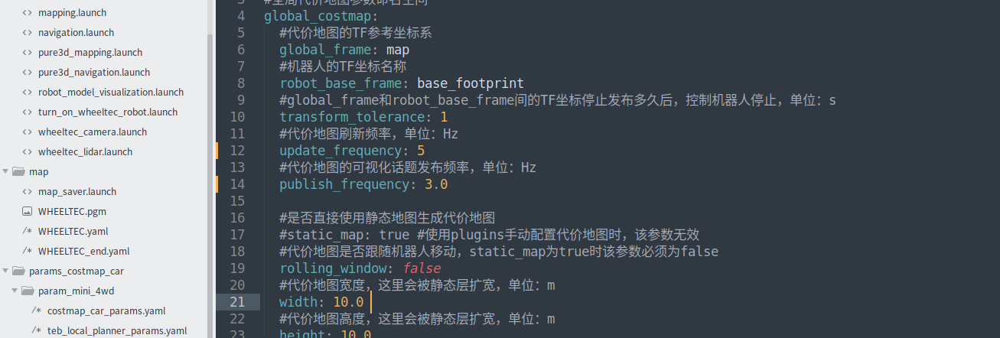 mapping.launch
navigation.launch
pure3d_mapping.launch
pure3d_navigation.launch
robot_model_visualization.launch
turn_on_wheeltec_robot.launch
wheeltec_camera.launch
wheeltec_lidar.launch
map
map_saver.launch
WHEELTEC.pgm
WHEELTEC.yaml
WHEELTEC_end.yaml
params_costmap_car
param_mini_4wd
costmap_car_params.yaml
teb_local_planner_params.yaml
3 #全局代价地图参数命名空间
4 global_costmap:
5 #代价地图的TF参考坐标系
6 global_frame: map
7 #机器人的TF坐标名称
8 robot_base_frame: base_footprint
9 #global_frame和robot_base_frame间的TF坐标停止发布多久后，控制机器人停止，单位：s
10 transform_tolerance: 1
11 #代价地图刷新频率，单位：Hz
12 update_frequency: 5
13 #代价地图的可视化话题发布频率，单位：Hz
14 publish_frequency: 3.0
15
16 #是否直接使用静态地图生成代价地图
17 #static_map: true #使用plugins手动配置代价地图时，该参数无效
18 #代价地图是否跟随机器人移动，static_map为true时该参数必须为false
19 rolling_window: false
20 #代价地图宽度，这里会被静态层扩宽，单位：m
21 width: 10.0
22 #代价地图高度，这里会被静态层扩宽，单位：m
23 height: 10.0